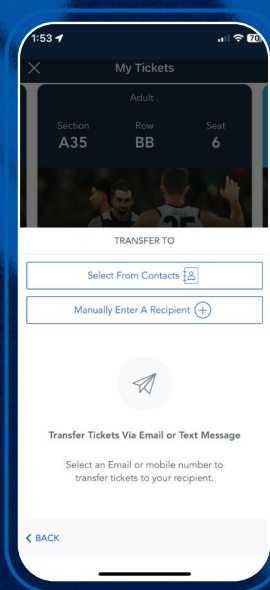 1:53
70
My Tickets
Adult .
Section Row Seat
A35 BB 6
TRANSFER TO
Select From Contacts
Manually Enter A Recipient
Transfer Tickets Via Email or Text Message
Select an Email or mobile number to
transfer tickets to your recipient.
BACK